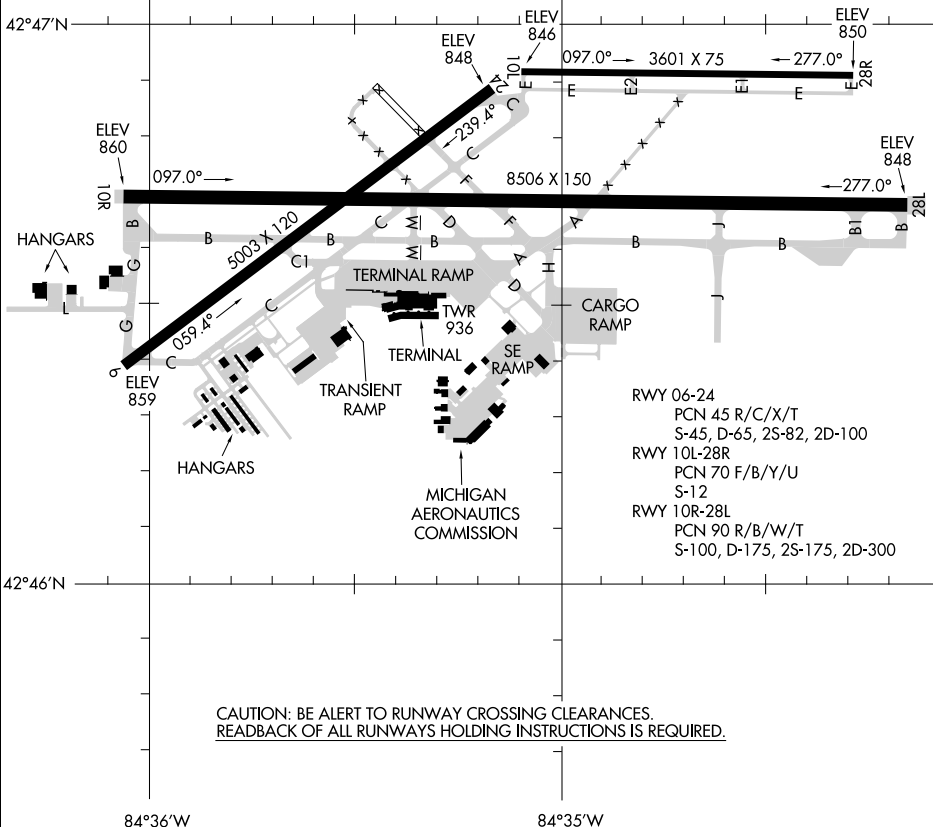 42°47'N
ELEV
848
ELEV
846
ELEV
850
10L
097.0°
3601 X 75
277.0°
28R
24
E
E
E2
E1
E
E
C
239.4°
ELEV
860
ELEV
848
C
F
10R
097.0°
8506 X 150
277.0°
28L
B
5003 X 120
C
W
W
D
F
A
J
B1
B
HANGARS
B
B
B
B
B
C1
A
H
G
TERMINAL RAMP
D
J
L
059.4°
C
TWR
936
CARGO
RAMP
G
C
TERMINAL
SE
RAMP
6
ELEV
859
TRANSIENT
RAMP
HANGARS
MICHIGAN
AERONAUTICS
COMMISSION
RWY 06-24
PCN 45 R/C/X/T
S-45, D-65, 2S-82, 2D-100
RWY 10L-28R
PCN 70 F/B/Y/U
S-12
RWY 10R-28L
PCN 90 R/B/W/T
S-100, D-175, 2S-175, 2D-300
42°46'N
CAUTION: BE ALERT TO RUNWAY CROSSING CLEARANCES.
READBACK OF ALL RUNWAYS HOLDING INSTRUCTIONS IS REQUIRED.
84°36'W
84°35'W